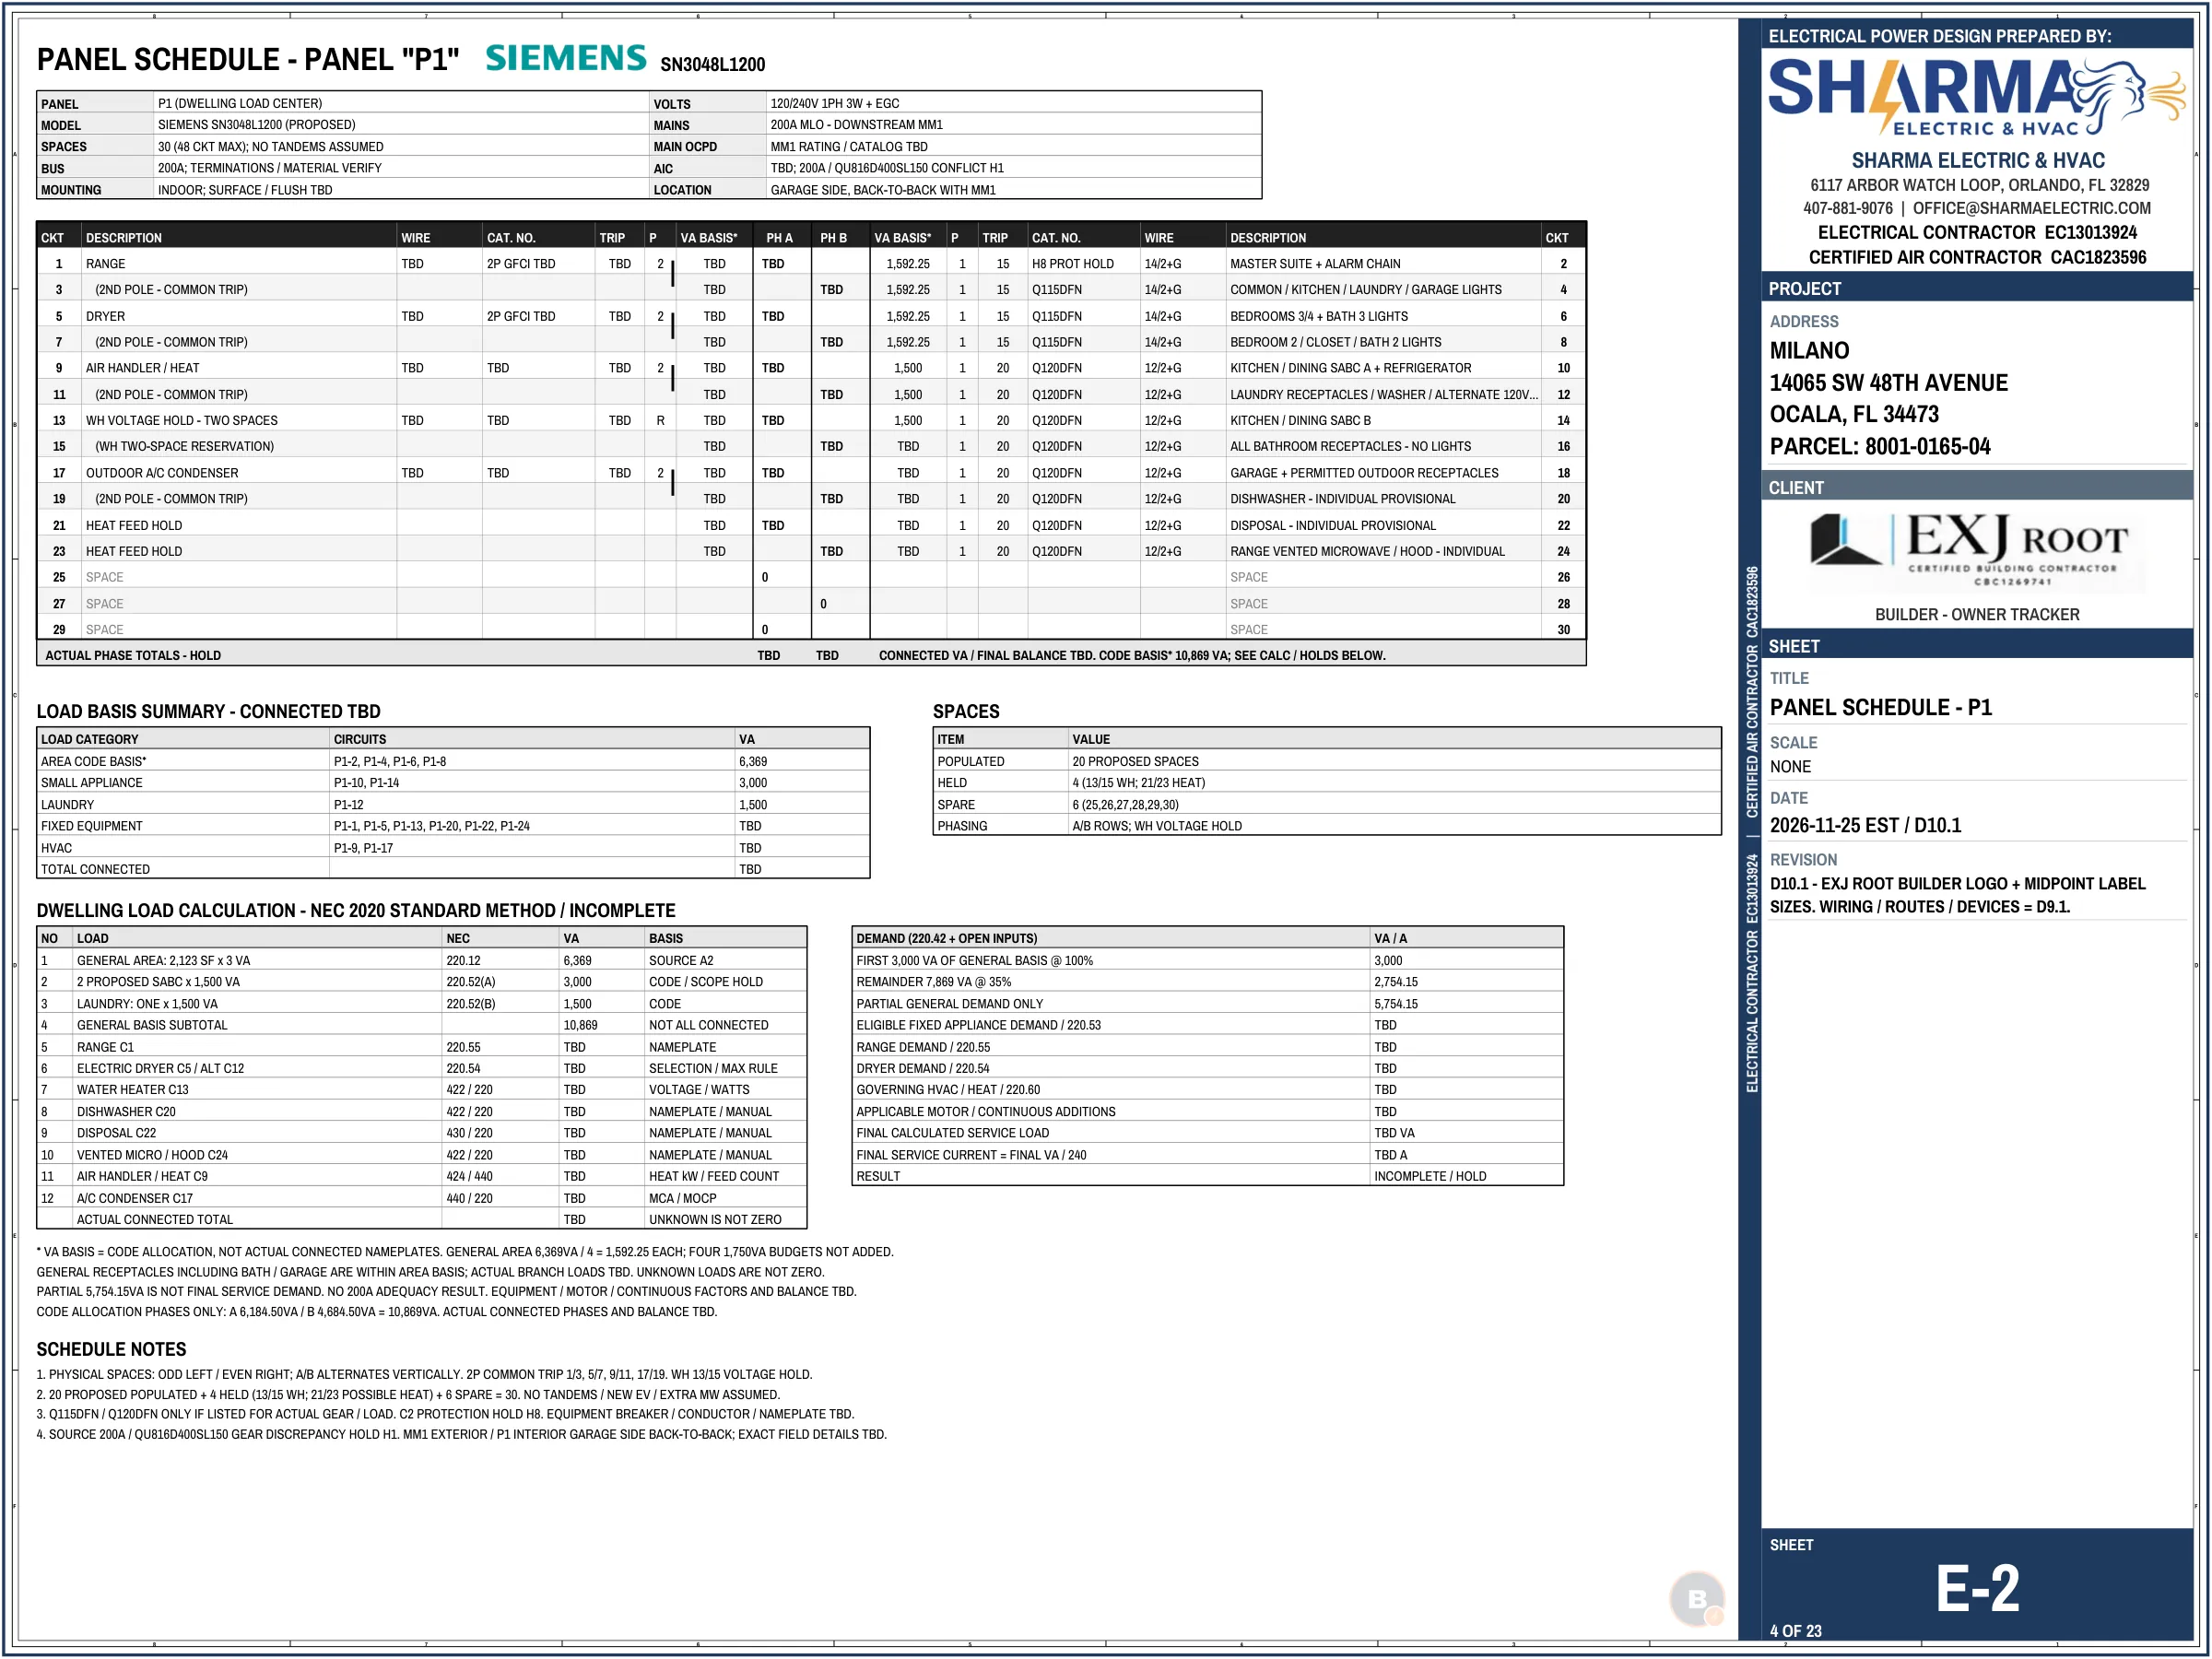 PANEL SCHEDULE - PANEL "P1" SIEMENS SN3048L1200
PANEL P1 (DWELLING LOAD CENTER) VOLTS 120/240V 1PH 3W + EGC
MODEL SIEMENS SN3048L1200 (PROPOSED) MAINS 200A MLO - DOWNSTREAM MM1
SPACES 30 (48 CKT MAX); NO TANDEMS ASSUMED MAIN OCPD MM1 RATING / CATALOG TBD
BUS 200A; TERMINATIONS / MATERIAL VERIFY AIC TBD; 200A / QU816D400SL150 CONFLICT H1
MOUNTING INDOOR; SURFACE / FLUSH TBD LOCATION GARAGE SIDE, BACK-TO-BACK WITH MM1
CKT DESCRIPTION WIRE CAT. NO. TRIP P VA BASIS* PH A PH B VA BASIS* P TRIP CAT. NO. WIRE DESCRIPTION CKT
1 RANGE TBD 2P GFCI TBD TBD 2 TBD TBD 1,592.25 1 15 H8 PROT HOLD 14/2+G MASTER SUITE + ALARM CHAIN 2
3 (2ND POLE - COMMON TRIP) TBD TBD 1,592.25 1 15 Q115DFN 14/2+G COMMON / KITCHEN / LAUNDRY / GARAGE LIGHTS 4
5 DRYER TBD 2P GFCI TBD TBD 2 TBD TBD 1,592.25 1 15 Q115DFN 14/2+G BEDROOMS 3/4 + BATH 3 LIGHTS 6
7 (2ND POLE - COMMON TRIP) TBD TBD 1,592.25 1 15 Q115DFN 14/2+G BEDROOM 2 / CLOSET / BATH 2 LIGHTS 8
9 AIR HANDLER / HEAT TBD TBD TBD 2 TBD TBD 1,500 1 20 Q120DFN 12/2+G KITCHEN / DINING SABC A + REFRIGERATOR 10
11 (2ND POLE - COMMON TRIP) TBD TBD 1,500 1 20 Q120DFN 12/2+G LAUNDRY RECEPTACLES / WASHER / ALTERNATE 120V... 12
13 WH VOLTAGE HOLD - TWO SPACES TBD TBD TBD R TBD TBD 1,500 1 20 Q120DFN 12/2+G KITCHEN / DINING SABC B 14
15 (WH TWO-SPACE RESERVATION) TBD TBD TBD 1 20 Q120DFN 12/2+G ALL BATHROOM RECEPTACLES - NO LIGHTS 16
17 OUTDOOR A/C CONDENSER TBD TBD TBD 2 TBD TBD TBD 1 20 Q120DFN 12/2+G GARAGE + PERMITTED OUTDOOR RECEPTACLES 18
19 (2ND POLE - COMMON TRIP) TBD TBD TBD 1 20 Q120DFN 12/2+G DISHWASHER - INDIVIDUAL PROVISIONAL 20
21 HEAT FEED HOLD TBD TBD TBD 1 20 Q120DFN 12/2+G DISPOSAL - INDIVIDUAL PROVISIONAL 22
23 HEAT FEED HOLD TBD TBD TBD 1 20 Q120DFN 12/2+G RANGE VENTED MICROWAVE / HOOD - INDIVIDUAL 24
25 SPACE 0 SPACE 26
27 SPACE 0 SPACE 28
29 SPACE 0 SPACE 30
ACTUAL PHASE TOTALS - HOLD TBD TBD CONNECTED VA / FINAL BALANCE TBD. CODE BASIS* 10,869 VA; SEE CALC / HOLDS BELOW.
LOAD BASIS SUMMARY - CONNECTED TBD
LOAD CATEGORY CIRCUITS VA
AREA CODE BASIS* P1-2, P1-4, P1-6, P1-8 6,369
SMALL APPLIANCE P1-10, P1-14 3,000
LAUNDRY P1-12 1,500
FIXED EQUIPMENT P1-1, P1-5, P1-13, P1-20, P1-22, P1-24 TBD
HVAC P1-9, P1-17 TBD
TOTAL CONNECTED TBD
SPACES
ITEM VALUE
POPULATED 20 PROPOSED SPACES
HELD 4 (13/15 WH; 21/23 HEAT)
SPARE 6 (25,26,27,28,29,30)
PHASING A/B ROWS; WH VOLTAGE HOLD
DWELLING LOAD CALCULATION - NEC 2020 STANDARD METHOD / INCOMPLETE
NO LOAD NEC VA BASIS
1 GENERAL AREA: 2,123 SF x 3 VA 220.12 6,369 SOURCE A2
2 2 PROPOSED SABC x 1,500 VA 220.52(A) 3,000 CODE / SCOPE HOLD
3 LAUNDRY: ONE x 1,500 VA 220.52(B) 1,500 CODE
4 GENERAL BASIS SUBTOTAL 10,869 NOT ALL CONNECTED
5 RANGE C1 220.55 TBD NAMEPLATE
6 ELECTRIC DRYER C5 / ALT C12 220.54 TBD SELECTION / MAX RULE
7 WATER HEATER C13 422 / 220 TBD VOLTAGE / WATTS
8 DISHWASHER C20 422 / 220 TBD NAMEPLATE / MANUAL
9 DISPOSAL C22 430 / 220 TBD NAMEPLATE / MANUAL
10 VENTED MICRO / HOOD C24 422 / 220 TBD NAMEPLATE / MANUAL
11 AIR HANDLER / HEAT C9 424 / 440 TBD HEAT kW / FEED COUNT
12 A/C CONDENSER C17 440 / 220 TBD MCA / MOCP
ACTUAL CONNECTED TOTAL TBD UNKNOWN IS NOT ZERO
DEMAND (220.42 + OPEN INPUTS) VA / A
FIRST 3,000 VA OF GENERAL BASIS @ 100% 3,000
REMAINDER 7,869 VA @ 35% 2,754.15
PARTIAL GENERAL DEMAND ONLY 5,754.15
ELIGIBLE FIXED APPLIANCE DEMAND / 220.53 TBD
RANGE DEMAND / 220.55 TBD
DRYER DEMAND / 220.54 TBD
GOVERNING HVAC / HEAT / 220.60 TBD
APPLICABLE MOTOR / CONTINUOUS ADDITIONS TBD
FINAL CALCULATED SERVICE LOAD TBD VA
FINAL SERVICE CURRENT = FINAL VA / 240 TBD A
RESULT INCOMPLETE / HOLD
* VA BASIS = CODE ALLOCATION, NOT ACTUAL CONNECTED NAMEPLATES. GENERAL AREA 6,369VA / 4 = 1,592.25 EACH; FOUR 1,750VA BUDGETS NOT ADDED.
GENERAL RECEPTACLES INCLUDING BATH / GARAGE ARE WITHIN AREA BASIS; ACTUAL BRANCH LOADS TBD. UNKNOWN LOADS ARE NOT ZERO.
PARTIAL 5,754.15VA IS NOT FINAL SERVICE DEMAND. NO 200A ADEQUACY RESULT. EQUIPMENT / MOTOR / CONTINUOUS FACTORS AND BALANCE TBD.
CODE ALLOCATION PHASES ONLY: A 6,184.50VA / B 4,684.50VA = 10,869VA. ACTUAL CONNECTED PHASES AND BALANCE TBD.
SCHEDULE NOTES
1. PHYSICAL SPACES: ODD LEFT / EVEN RIGHT; A/B ALTERNATES VERTICALLY. 2P COMMON TRIP 1/3, 5/7, 9/11, 17/19. WH 13/15 VOLTAGE HOLD.
2. 20 PROPOSED POPULATED + 4 HELD (13/15 WH; 21/23 POSSIBLE HEAT) + 6 SPARE = 30. NO TANDEMS / NEW EV / EXTRA MW ASSUMED.
3. Q115DFN / Q120DFN ONLY IF LISTED FOR ACTUAL GEAR / LOAD. C2 PROTECTION HOLD H8. EQUIPMENT BREAKER / CONDUCTOR / NAMEPLATE TBD.
4. SOURCE 200A / QU816D400SL150 GEAR DISCREPANCY HOLD H1. MM1 EXTERIOR / P1 INTERIOR GARAGE SIDE BACK-TO-BACK; EXACT FIELD DETAILS TBD.
B
ELECTRICAL CONTRACTOR EC13013924 | CERTIFIED AIR CONTRACTOR CAC1823596
ELECTRICAL POWER DESIGN PREPARED BY:
SHARMA
ELECTRIC & HVAC
SHARMA ELECTRIC & HVAC
6117 ARBOR WATCH LOOP, ORLANDO, FL 32829
407-881-9076 | OFFICE@SHARMAELECTRIC.COM
ELECTRICAL CONTRACTOR EC13013924
CERTIFIED AIR CONTRACTOR CAC1823596
PROJECT
ADDRESS
MILANO
14065 SW 48TH AVENUE
OCALA, FL 34473
PARCEL: 8001-0165-04
CLIENT
EXJ ROOT
CERTIFIED BUILDING CONTRACTOR
CBC1269741
BUILDER - OWNER TRACKER
SHEET
TITLE
PANEL SCHEDULE - P1
SCALE
NONE
DATE
2026-11-25 EST / D10.1
REVISION
D10.1 - EXJ ROOT BUILDER LOGO + MIDPOINT LABEL
SIZES. WIRING / ROUTES / DEVICES = D9.1.
SHEET
E-2
4 OF 23